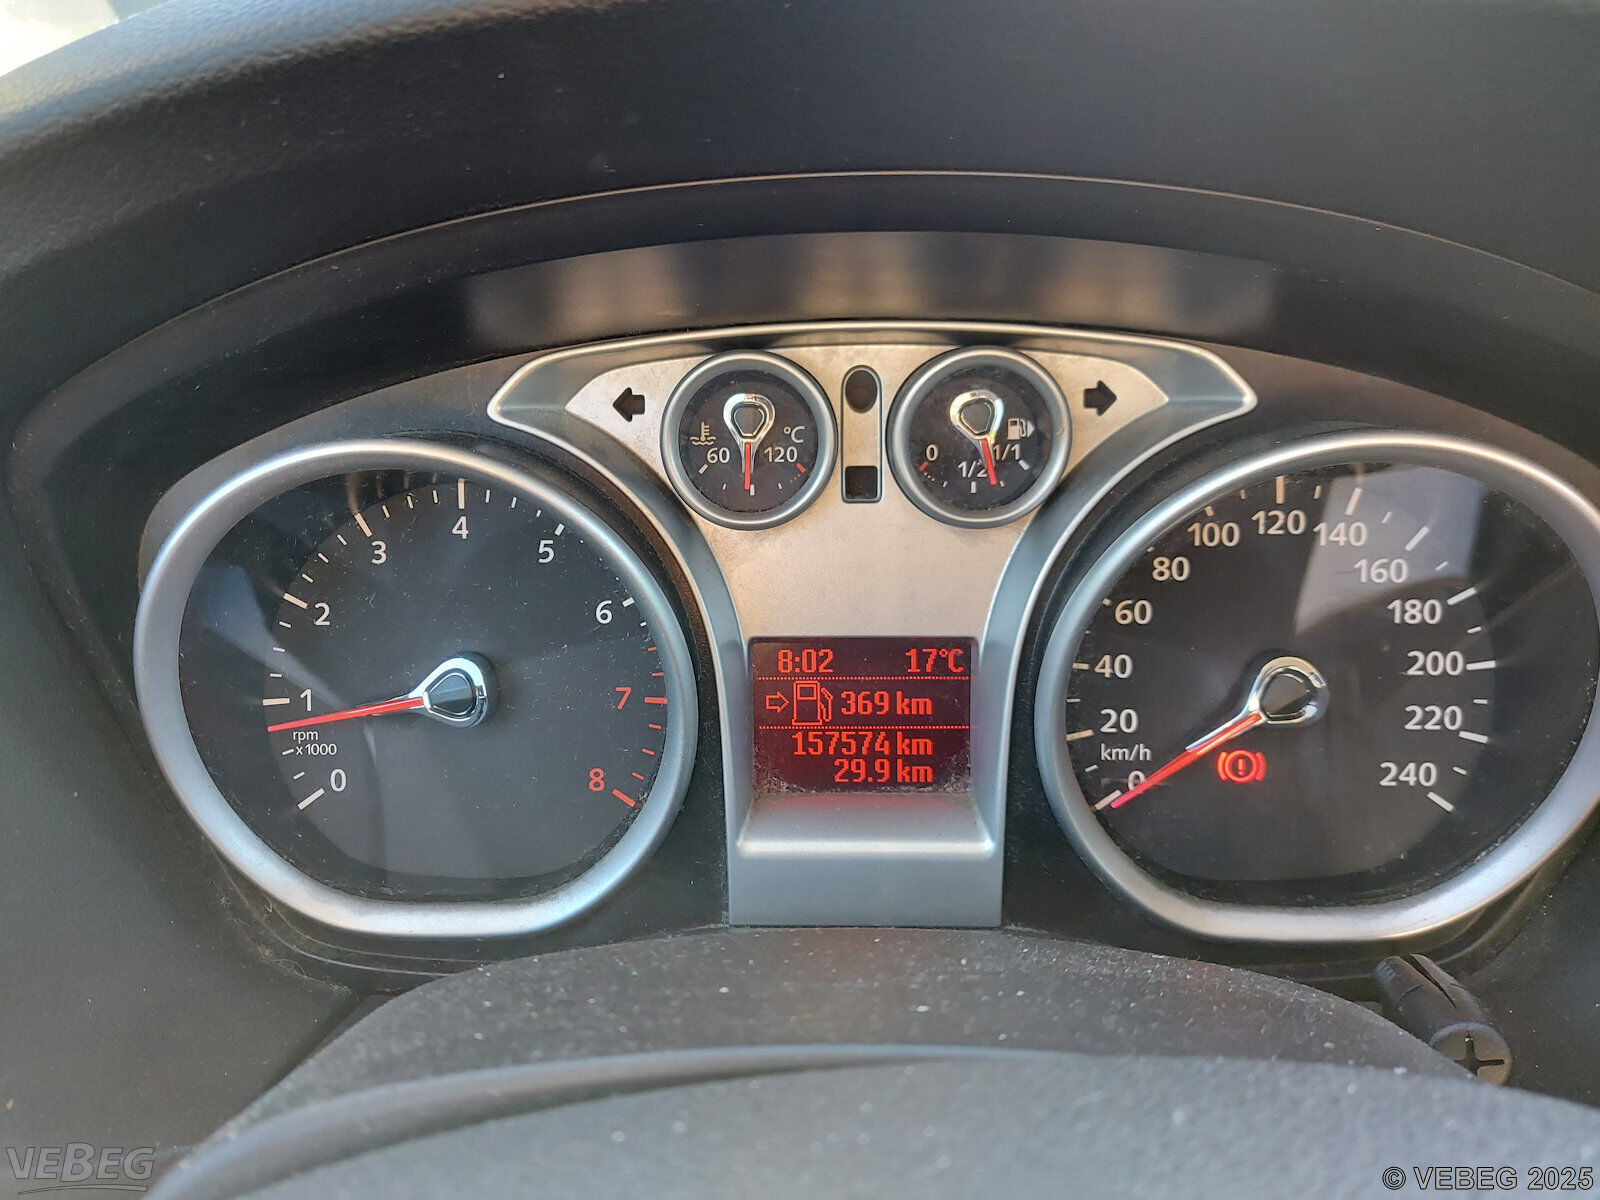 60 120 °C
0 1/2 1/1
0 1 2 3 4 5 6 7 8
rpm
x1000
8:02 17°C
369 km
157574 km
29.9 km
0 20 40 60 80 100 120 140 160 180 200 220 240
km/h
VEBEG
© VEBEG 2025